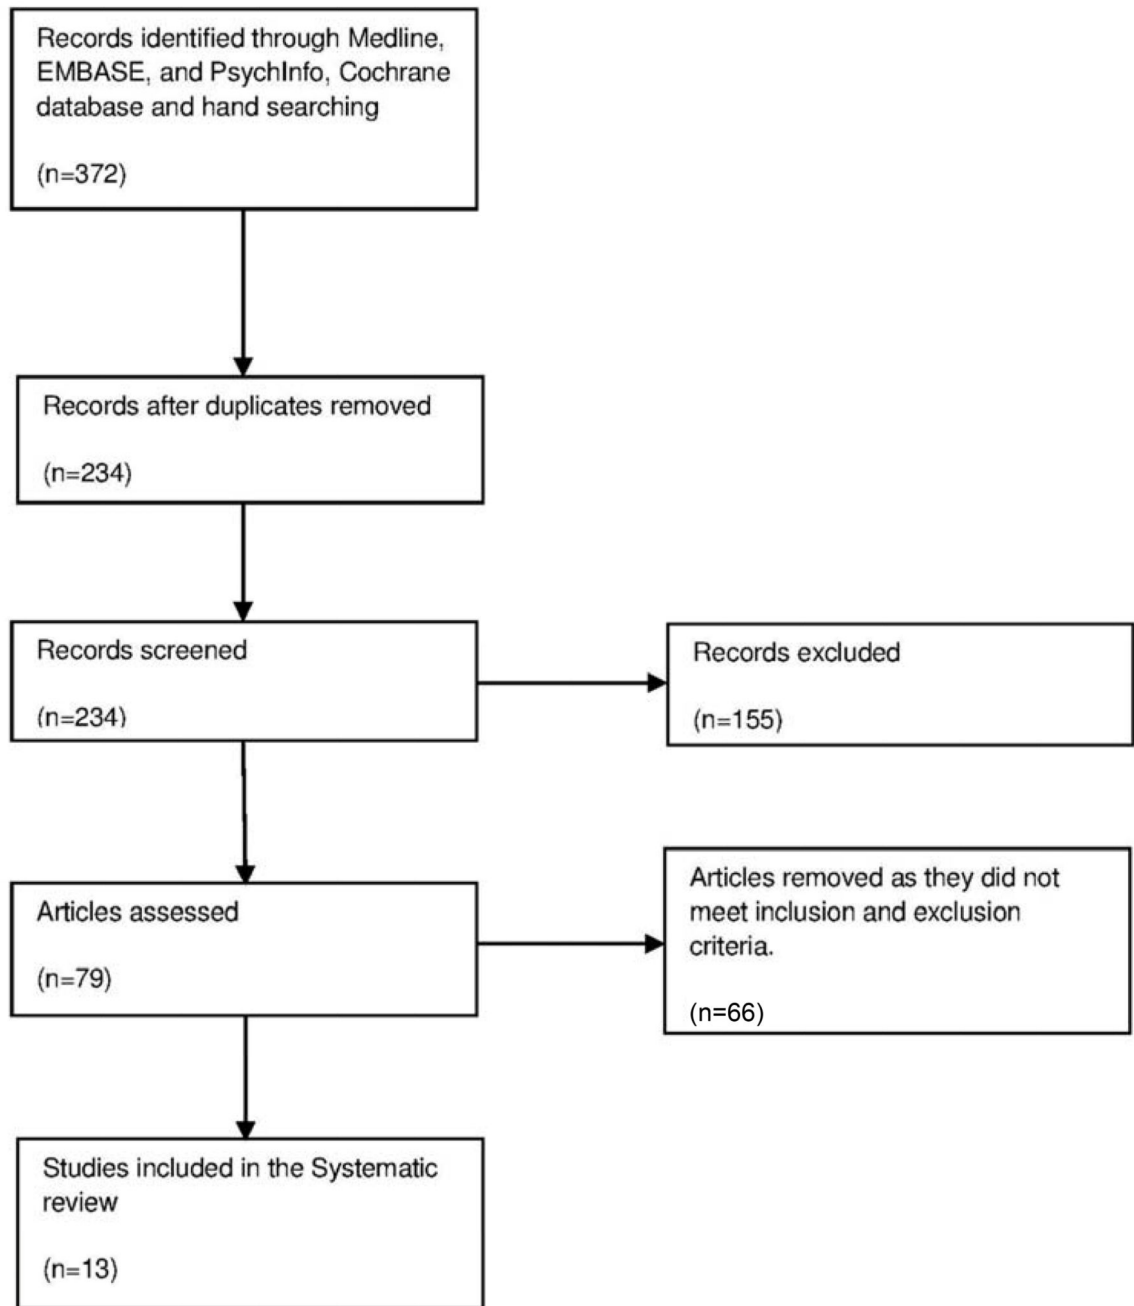 Records identified through Medline,
EMBASE, and PsychInfo, Cochrane
database and hand searching
(n=372)
Records after duplicates removed
(n=234)
Records screened
(n=234)
Records excluded
(n=155)
Articles assessed
(n=79)
Articles removed as they did not
meet inclusion and exclusion
criteria.
(n=66)
Studies included in the Systematic
review
(n=13)